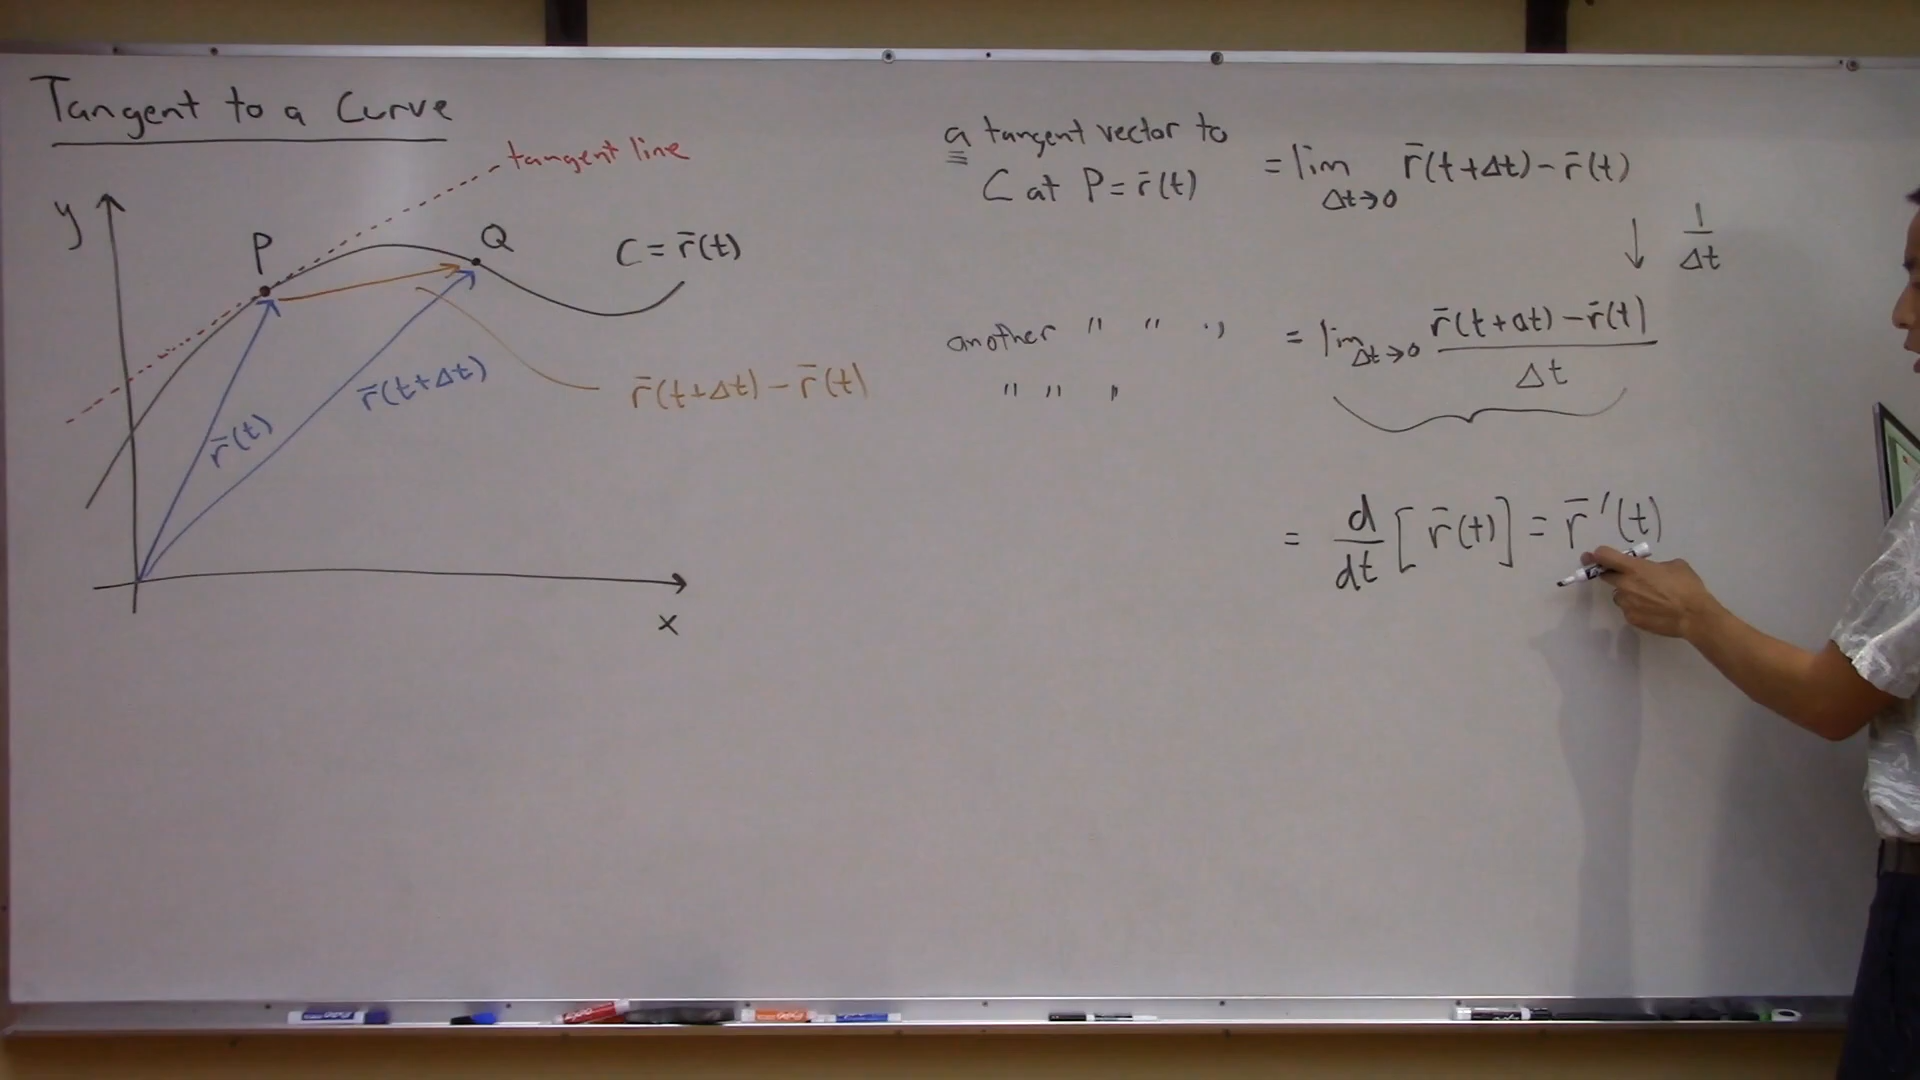 Tangent to a Curve
tangent line
y
P
Q
C = r̄(t)
r̄(t+Δt)
r̄(t+Δt) − r̄(t)
r̄(t)
x
a tangent vector to
C at P = r̄(t)
= lim Δt→0 r̄(t+Δt) − r̄(t)
↓ 1/Δt
another " " "
" " "
= lim Δt→0 (r̄(t+Δt) − r̄(t))/Δt
= d/dt [r̄(t)] = r̄'(t)